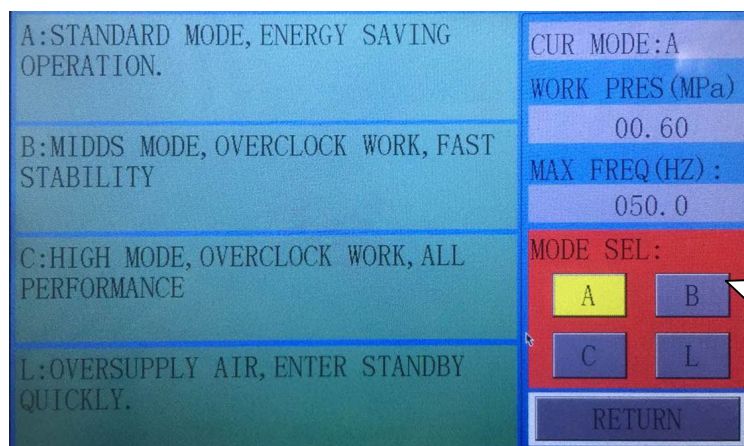 A:STANDARD MODE, ENERGY SAVING
OPERATION.
B:MIDDS MODE, OVERCLOCK WORK, FAST
STABILITY
C:HIGH MODE, OVERCLOCK WORK, ALL
PERFORMANCE
L:OVERSUPPLY AIR, ENTER STANDBY
QUICKLY.
CUR MODE:A
WORK PRES(MPa)
00.60
MAX FREQ(HZ):
050.0
MODE SEL:
A
B
C
L
RETURN